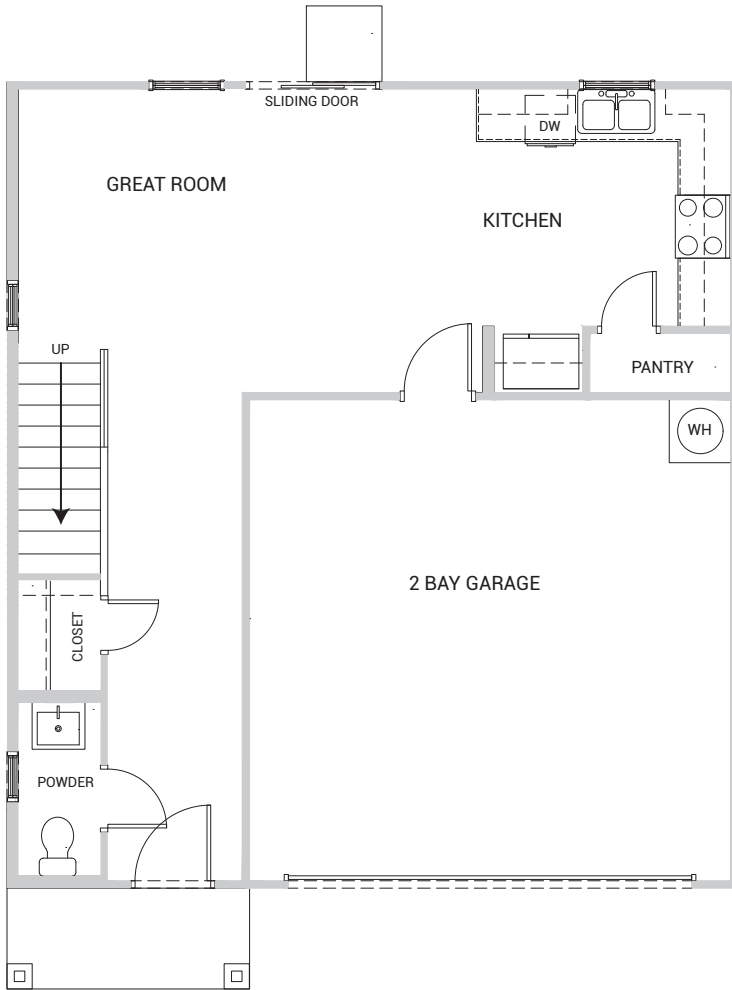 SLIDING DOOR
DW
GREAT ROOM
KITCHEN
UP
PANTRY
WH
2 BAY GARAGE
CLOSET
POWDER